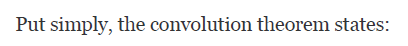 Put simply, the convolution theorem states: